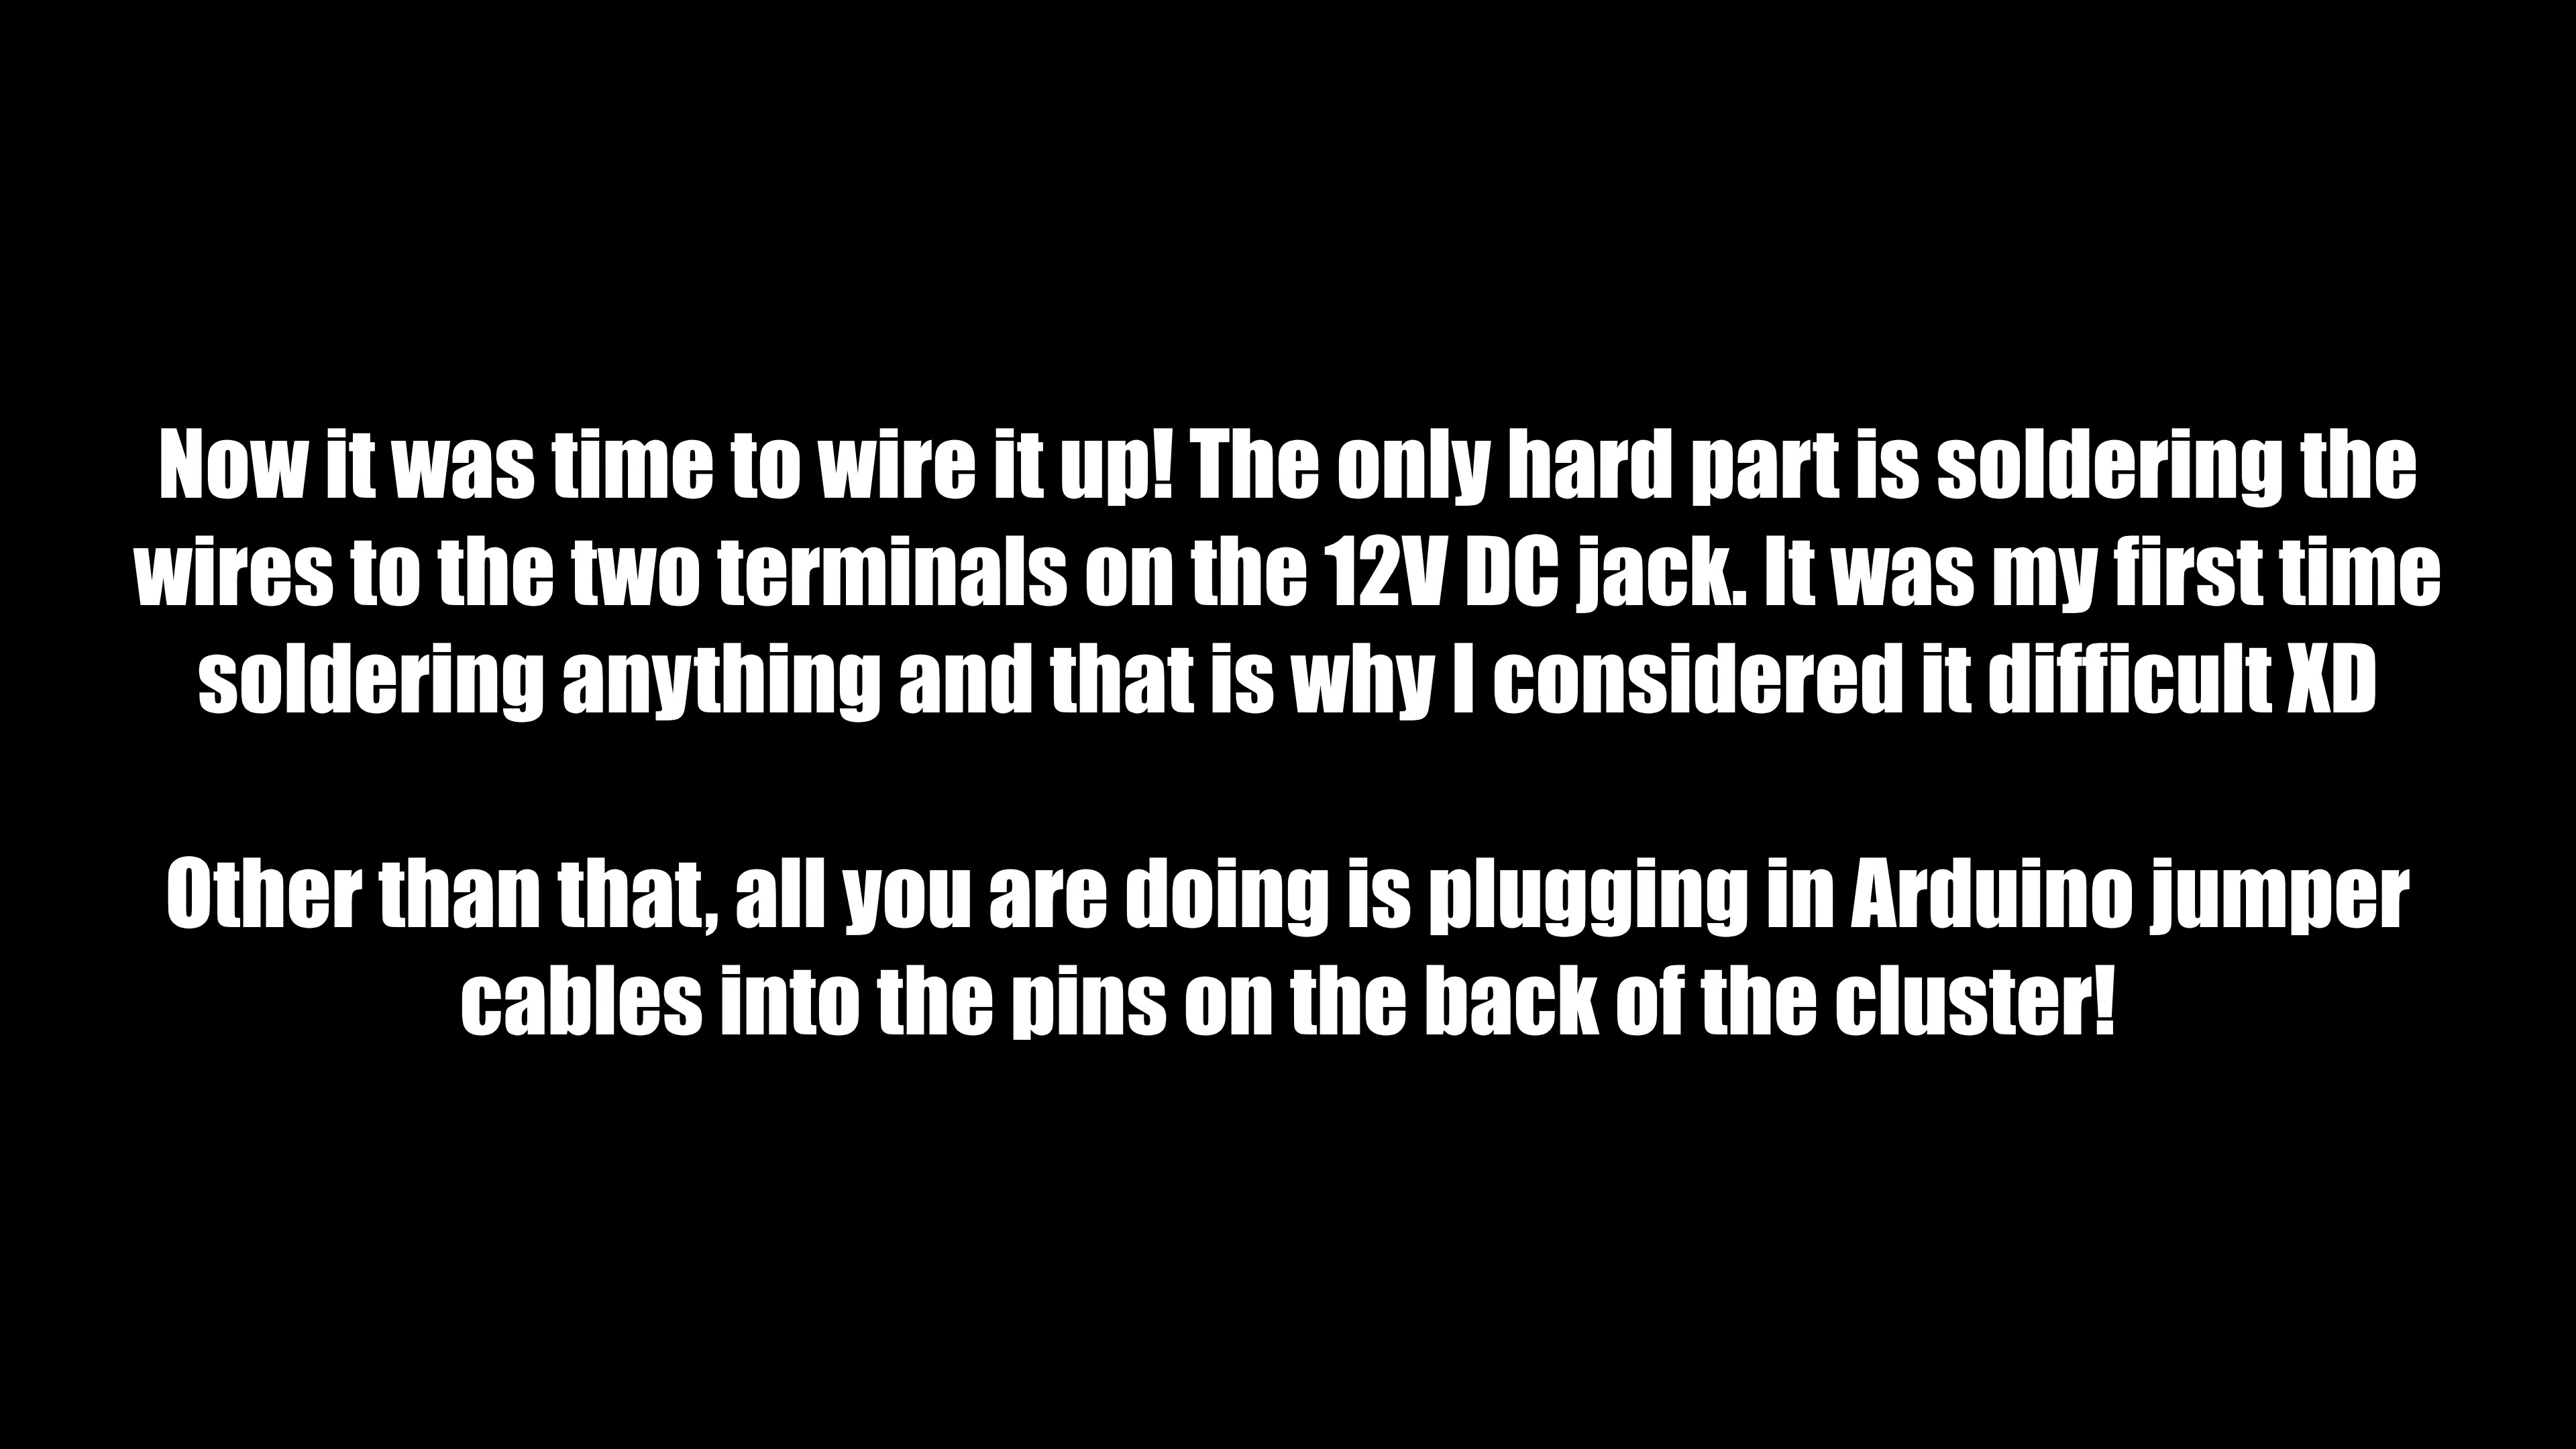 Now it was time to wire it up! The only hard part is soldering the
wires to the two terminals on the 12V DC jack. It was my first time
soldering anything and that is why I considered it difficult XD
Other than that, all you are doing is plugging in Arduino jumper
cables into the pins on the back of the cluster!